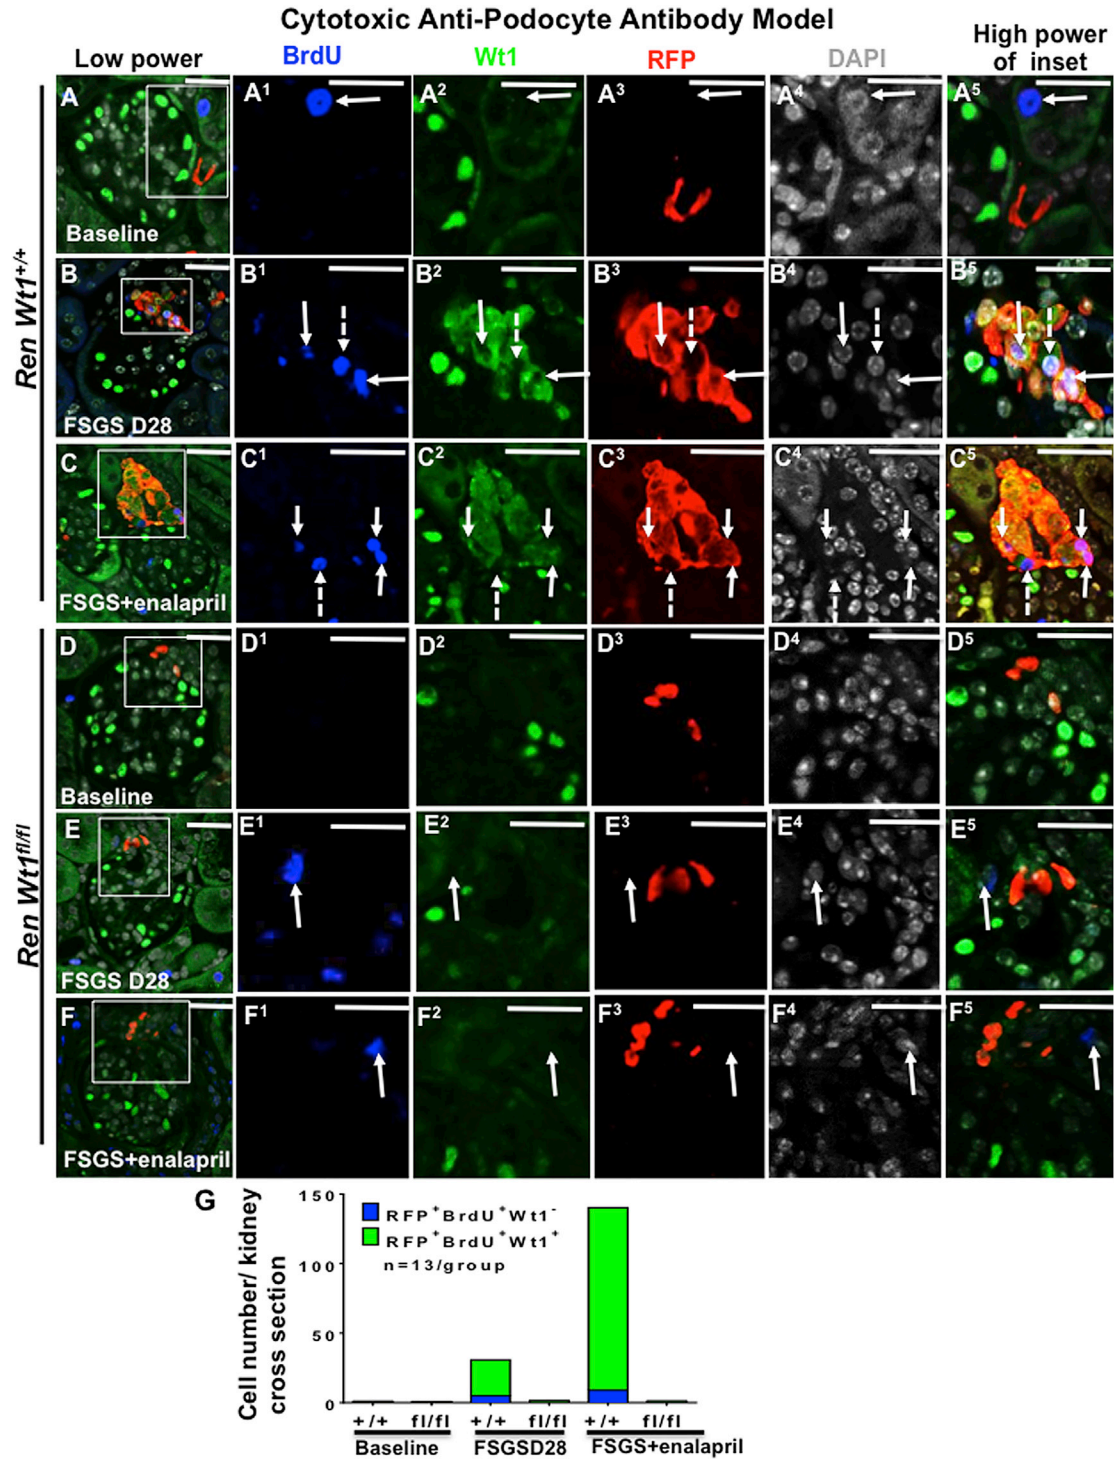 Cytotoxic Anti-Podocyte Antibody Model
Low power
BrdU
Wt1
RFP
DAPI
High power
of inset
Ren Wt1+/+
A
A1
A2
A3
A4
A5
Baseline
B
B1
B2
B3
B4
B5
FSGS D28
C
C1
C2
C3
C4
C5
FSGS+enalapril
Ren Wt1fl/fl
D
D1
D2
D3
D4
D5
Baseline
E
E1
E2
E3
E4
E5
FSGS D28
F
F1
F2
F3
F4
F5
FSGS+enalapril
G
Cell number/ kidney
cross section
150
100
50
0
RFP+BrdU+Wt1-
RFP+BrdU+Wt1+
n=13/group
+/+ fl/fl +/+ fl/fl +/+ fl/fl
Baseline FSGSD28 FSGS+enalapril